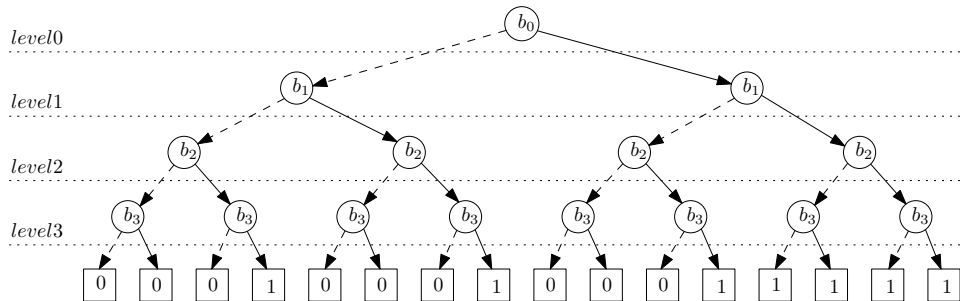 b0
level0
b1 b1
level1
b2 b2 b2 b2
level2
b3 b3 b3 b3 b3 b3 b3 b3
level3
0 0 0 1 0 0 0 1 0 0 0 1 1 1 1 1